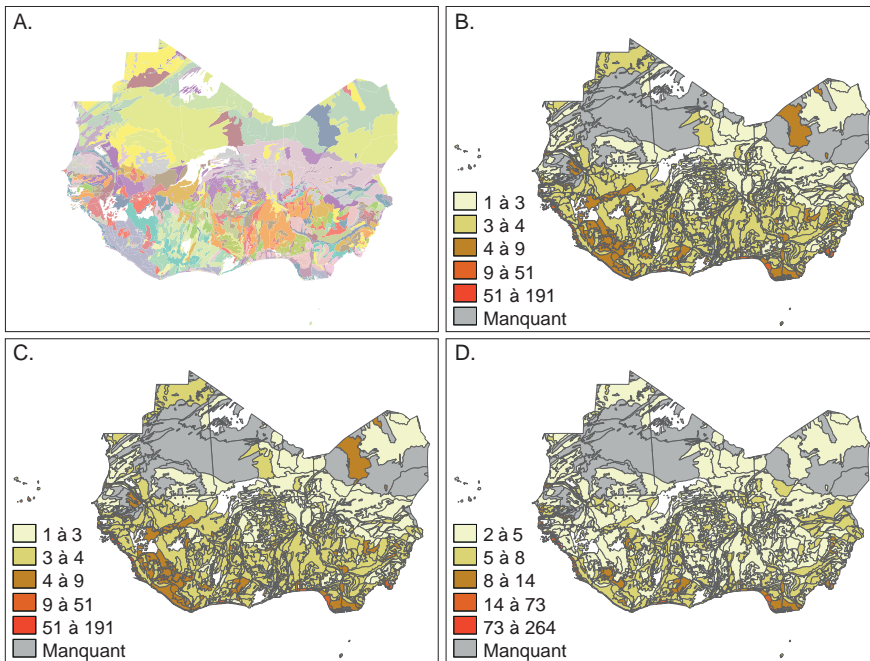 A.
B.
1 à 3
3 à 4
4 à 9
9 à 51
51 à 191
Manquant
C.
1 à 3
3 à 4
4 à 9
9 à 51
51 à 191
Manquant
D.
2 à 5
5 à 8
8 à 14
14 à 73
73 à 264
Manquant